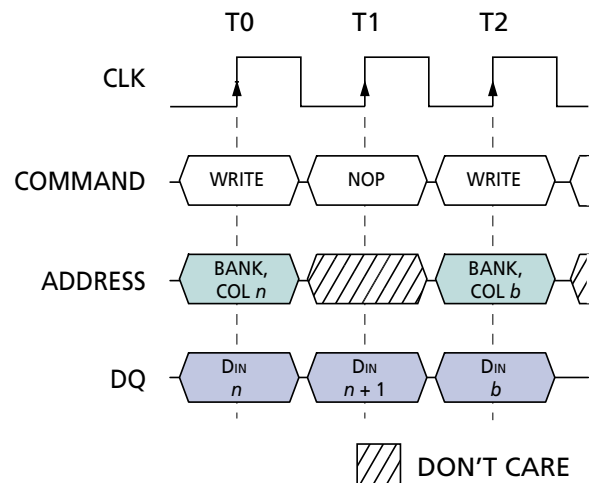 T0 T1 T2
CLK
COMMAND WRITE NOP WRITE
ADDRESS BANK, COL n BANK, COL b
DQ DIN n DIN n + 1 DIN b
DON'T CARE